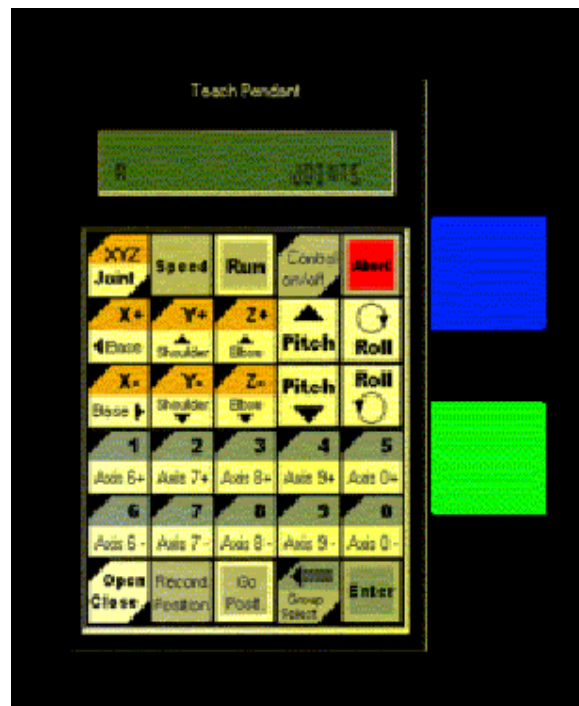 Teach Pendant
A
XYZ Joint Speed Run Control on/off Abort
X+ Base Y+ Shoulder Z+ Elbow Pitch Roll
X- Base Y- Shoulder Z- Elbow Pitch Roll
1 2 3 4 5
Axis 6+ Axis 7+ Axis 8+ Axis 9+ Axis 0+
6 7 8 9 0
Axis 6- Axis 7- Axis 8- Axis 9- Axis 0-
Open Close Record Position Go Posit. Group Select Enter